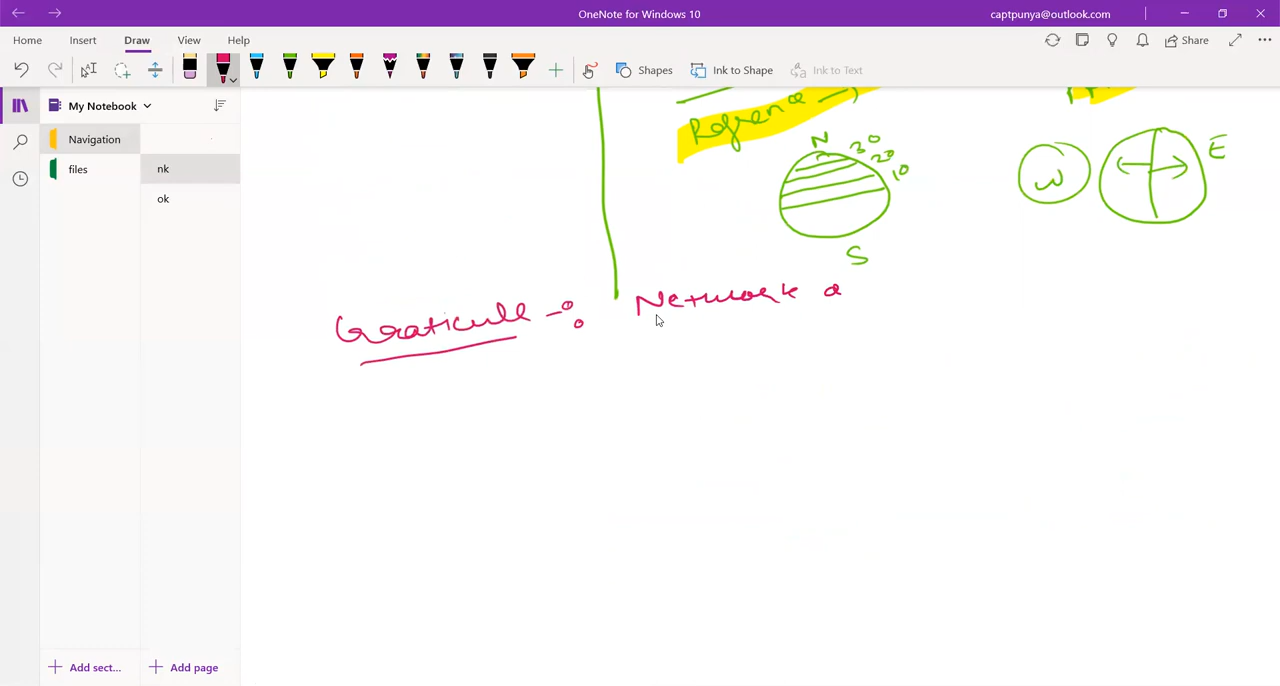 OneNote for Windows 10
captpunya@outlook.com
Home Insert Draw View Help
Share
Shapes Ink to Shape Ink to Text
My Notebook
Navigation
files
nk
ok
N 30 20 10
S
W E
Graticule -: Network o
Add sect... Add page